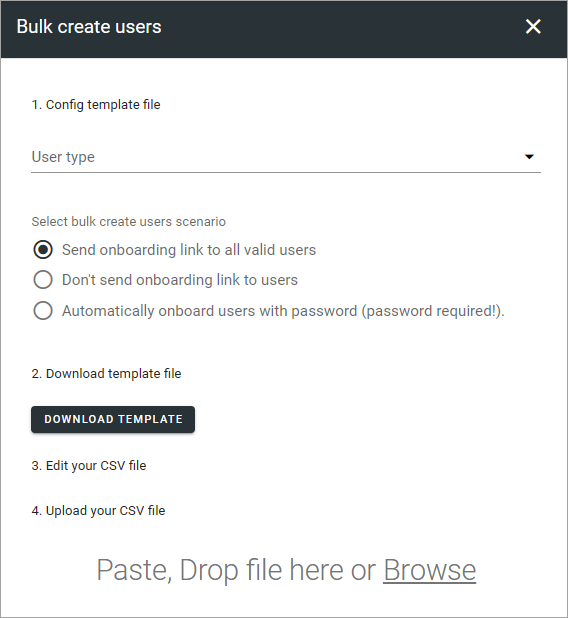 Bulk create users
1. Config template file
User type
Select bulk create users scenario
Send onboarding link to all valid users
Don't send onboarding link to users
Automatically onboard users with password (password required!).
2. Download template file
DOWNLOAD TEMPLATE
3. Edit your CSV file
4. Upload your CSV file
Paste, Drop file here or Browse